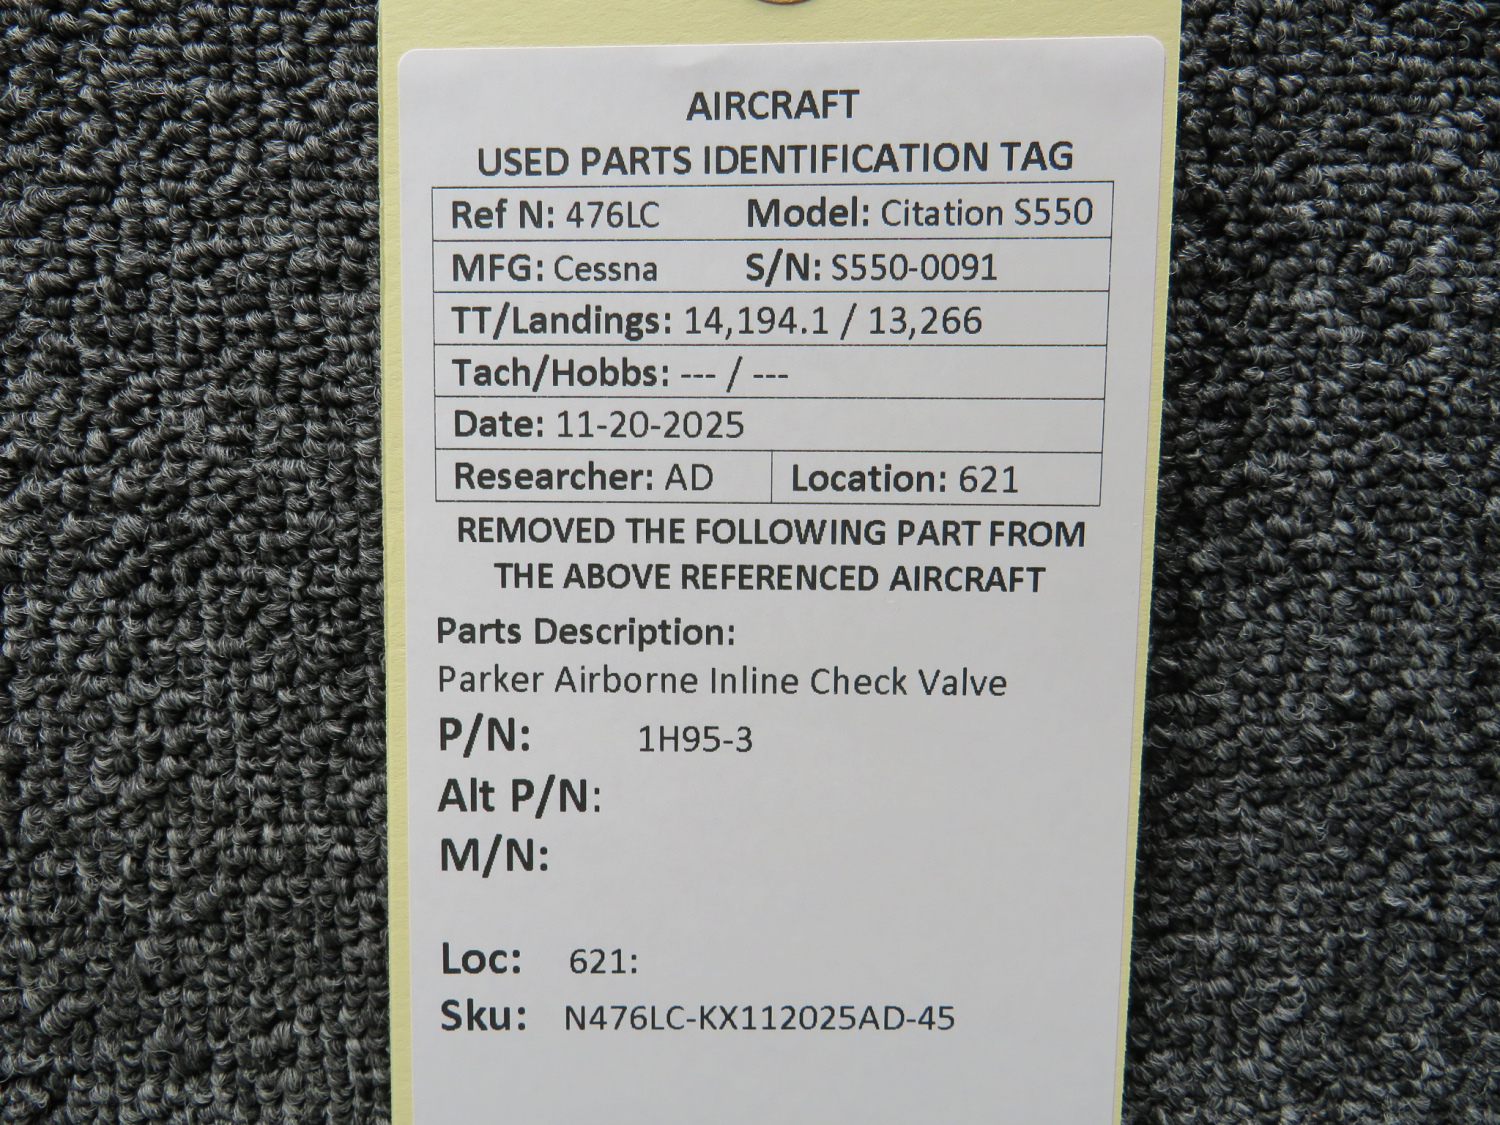 AIRCRAFT
USED PARTS IDENTIFICATION TAG
Ref N: 476LC Model: Citation S550
MFG: Cessna S/N: S550-0091
TT/Landings: 14,194.1 / 13,266
Tach/Hobbs: --- / ---
Date: 11-20-2025
Researcher: AD Location: 621
REMOVED THE FOLLOWING PART FROM
THE ABOVE REFERENCED AIRCRAFT
Parts Description:
Parker Airborne Inline Check Valve
P/N: 1H95-3
Alt P/N:
M/N:
Loc: 621:
Sku: N476LC-KX112025AD-45